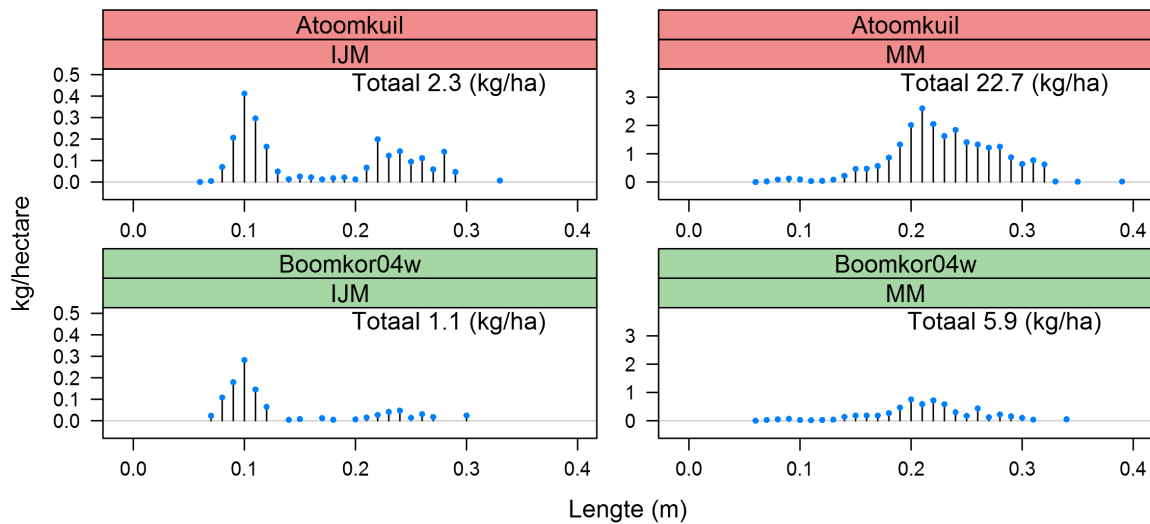 Atoomkuil
IJM
Totaal 2.3 (kg/ha)
0.5
0.4
0.3
0.2
0.1
0.0
0.0 0.1 0.2 0.3 0.4
Atoomkuil
MM
Totaal 22.7 (kg/ha)
3
2
1
0
0.0 0.1 0.2 0.3 0.4
kg/hectare
Boomkor04w
IJM
Totaal 1.1 (kg/ha)
0.5
0.4
0.3
0.2
0.1
0.0
0.0 0.1 0.2 0.3 0.4
Boomkor04w
MM
Totaal 5.9 (kg/ha)
3
2
1
0
0.0 0.1 0.2 0.3 0.4
Lengte (m)